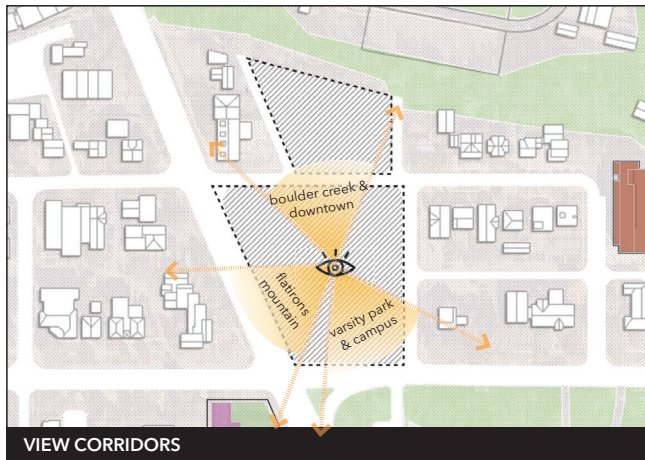 boulder creek &
downtown
flatirons
mountain
varsity park
& campus
VIEW CORRIDORS